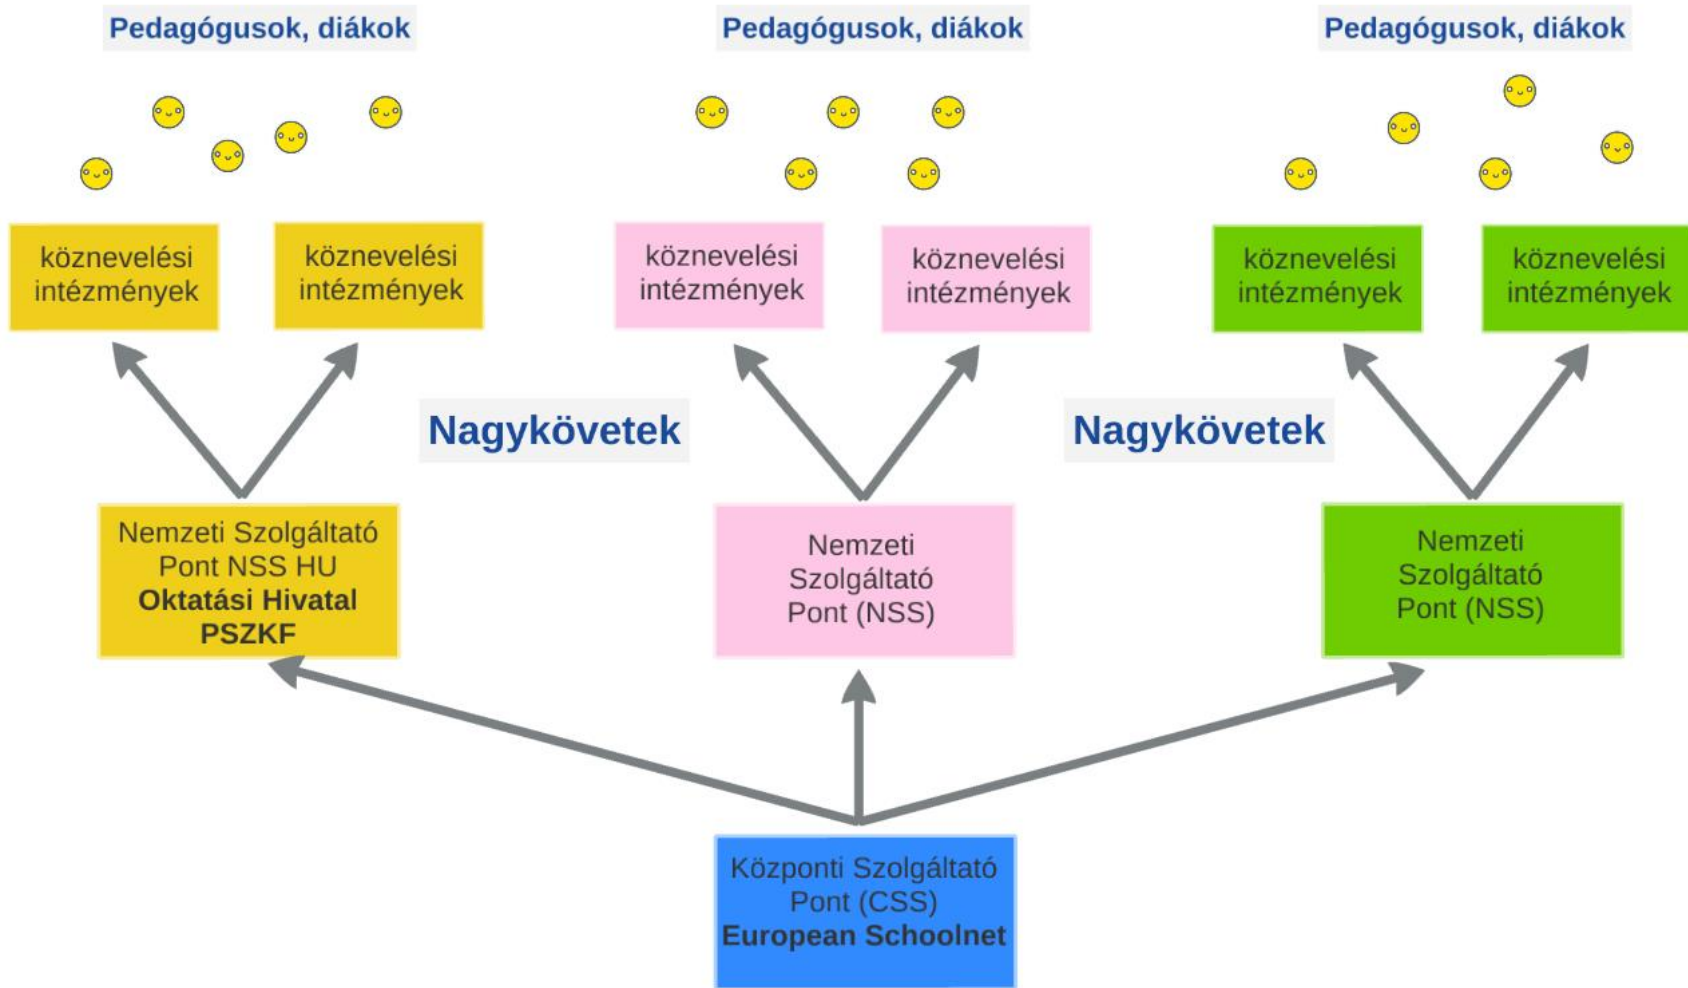 Pedagógusok, diákok
Pedagógusok, diákok
Pedagógusok, diákok
köznevelési
intézmények
köznevelési
intézmények
köznevelési
intézmények
köznevelési
intézmények
köznevelési
intézmények
köznevelési
intézmények
Nagykövetek
Nagykövetek
Nemzeti Szolgáltató
Pont NSS HU
Oktatási Hivatal
PSZKF
Nemzeti
Szolgáltató
Pont (NSS)
Nemzeti
Szolgáltató
Pont (NSS)
Központi Szolgáltató
Pont (CSS)
European Schoolnet